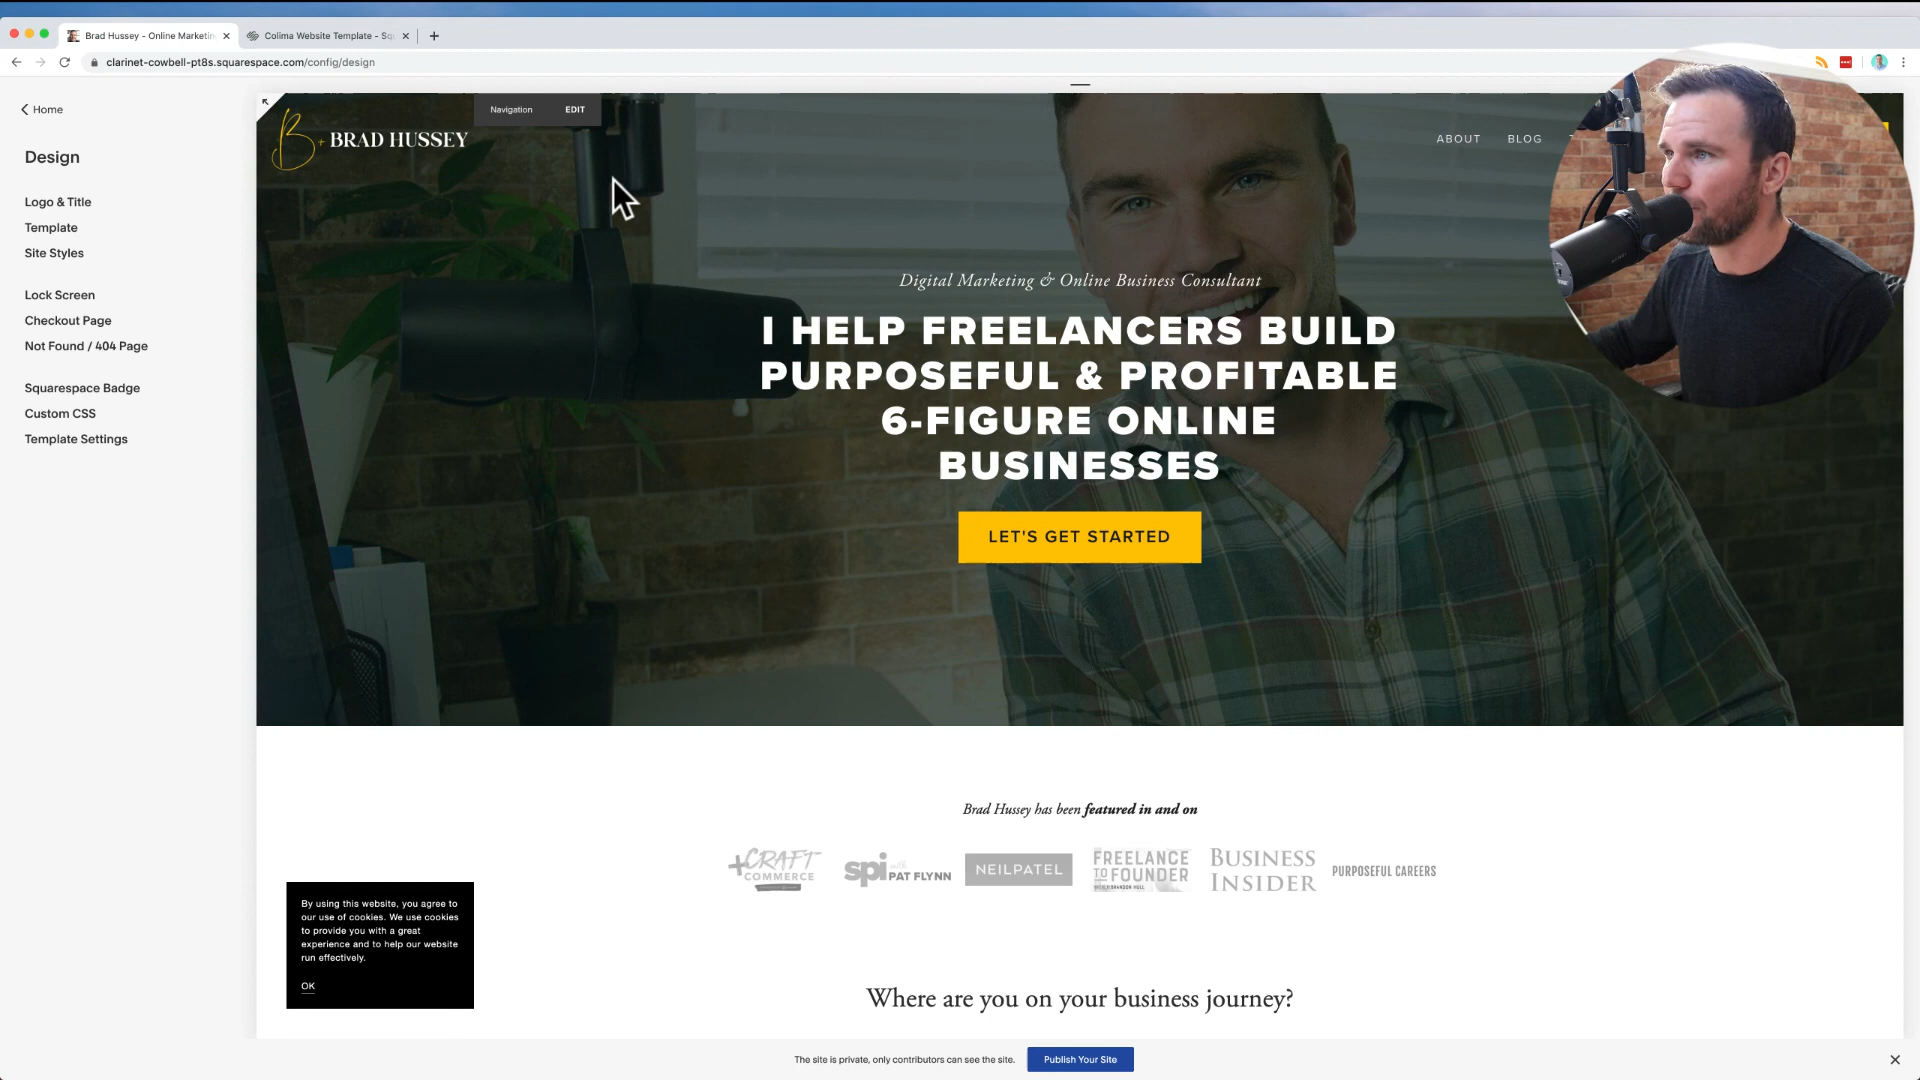 Brad Hussey - Online Marketin
Colima Website Template - Sq
clarinet-cowbell-pt8s.squarespace.com/config/design
Home
Design
Logo & Title
Template
Site Styles
Lock Screen
Checkout Page
Not Found / 404 Page
Squarespace Badge
Custom CSS
Template Settings
Navigation
EDIT
B + BRAD HUSSEY
ABOUT
BLOG
Digital Marketing & Online Business Consultant
I HELP FREELANCERS BUILD
PURPOSEFUL & PROFITABLE
6-FIGURE ONLINE
BUSINESSES
LET'S GET STARTED
Brad Hussey has been featured in and on
+CRAFT
COMMERCE
spi with
PAT FLYNN
NEILPATEL
FREELANCE
TO FOUNDER
BUSINESS
INSIDER
PURPOSEFUL CAREERS
By using this website, you agree to
our use of cookies. We use cookies
to provide you with a great
experience and to help our website
run effectively.
OK
Where are you on your business journey?
The site is private, only contributors can see the site.
Publish Your Site